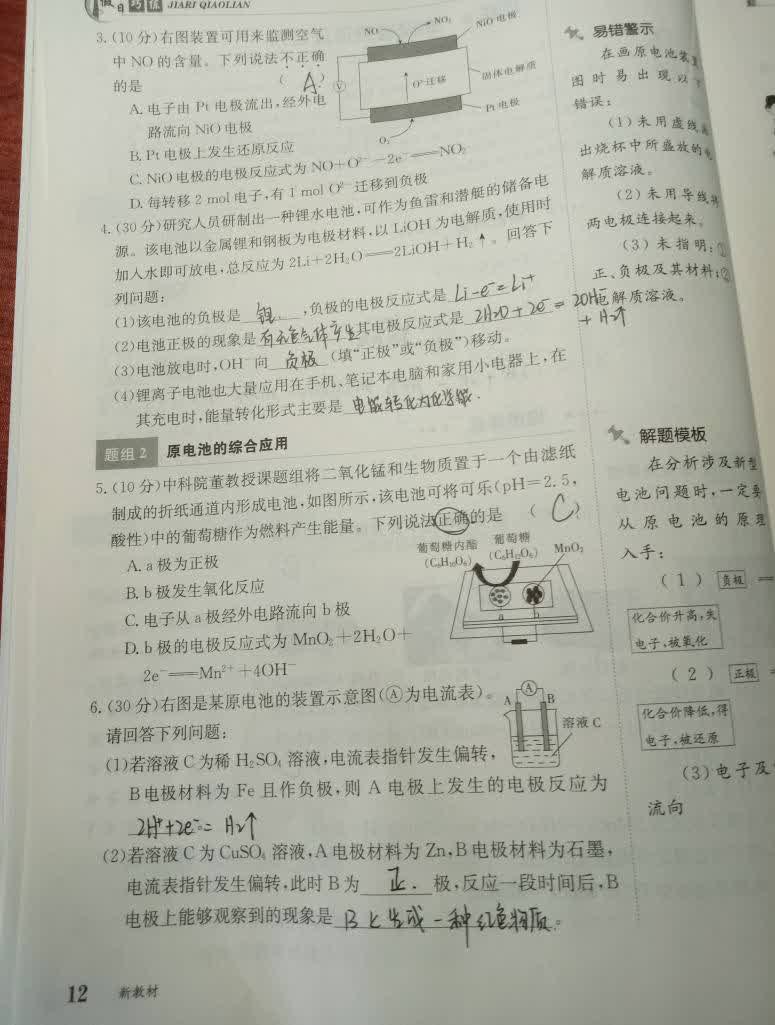 假日巧练 JIARI QIAOLIAN
3.(10分)右图装置可用来监测空气
中NO的含量。下列说法不正确
的是 ( A )
A.电子由Pt电极流出,经外电
路流向NiO电极
B.Pt电极上发生还原反应
C.NiO电极的电极反应式为NO+O²⁻−2e⁻══NO₂
D.每转移2 mol电子,有1 mol O²⁻迁移到负极
NO
NO₂
NiO电极
V
O²⁻迁移
固体电解质
Pt电极
O₂
4.(30分)研究人员研制出一种锂水电池,可作为鱼雷和潜艇的储备电
源。该电池以金属锂和钢板为电极材料,以LiOH为电解质,使用时
加入水即可放电,总反应为2Li+2H₂O══2LiOH+H₂↑。回答下
列问题:
(1)该电池的负极是 锂 ,负极的电极反应式是 Li-e⁻=Li⁺
(2)电池正极的现象是 有无色气体产生 其电极反应式是 2H₂O+2e⁻=2OH⁻
+H₂↑
(3)电池放电时,OH⁻向 负极 (填“正极”或“负极”)移动。
(4)锂离子电池也大量应用在手机、笔记本电脑和家用小电器上,在
其充电时,能量转化形式主要是 电能转化为化学能.
题组2 原电池的综合应用
5.(10分)中科院董教授课题组将二氧化锰和生物质置于一个由滤纸
制成的折纸通道内形成电池,如图所示,该电池可将可乐(pH=2.5,
酸性)中的葡萄糖作为燃料产生能量。下列说法正确的是 ( C )
A.a极为正极
B.b极发生氧化反应
C.电子从a极经外电路流向b极
D.b极的电极反应式为MnO₂+2H₂O+
2e⁻══Mn²⁺+4OH⁻
葡萄糖内酯 葡萄糖
(C₆H₁₀O₆) (C₆H₁₂O₆) MnO₂
a b
6.(30分)右图是某原电池的装置示意图(Ⓐ为电流表)。
请回答下列问题:
(1)若溶液C为稀H₂SO₄溶液,电流表指针发生偏转,
B电极材料为Fe且作负极,则A电极上发生的电极反应为
2H⁺+2e⁻=H₂↑
A
A B
溶液C
(2)若溶液C为CuSO₄溶液,A电极材料为Zn,B电极材料为石墨,
电流表指针发生偏转,此时B为 正. 极,反应一段时间后,B
电极上能够观察到的现象是 B上生成一种红色物质 。
12 新教材
易错警示
在画原电池装置
图时易出现以下
错误:
(1)未用虚线
出烧杯中所盛放的电
解质溶液。
(2)未用导线将
两电极连接起来。
(3)未指明:①
正、负极及其材料;②
电解质溶液。
解题模板
在分析涉及新型
电池问题时,一定要
从原电池的原理
入手:
(1) 负极 =
化合价升高,失
电子,被氧化
(2) 正极 =
化合价降低,得
电子,被还原
(3)电子及
流向